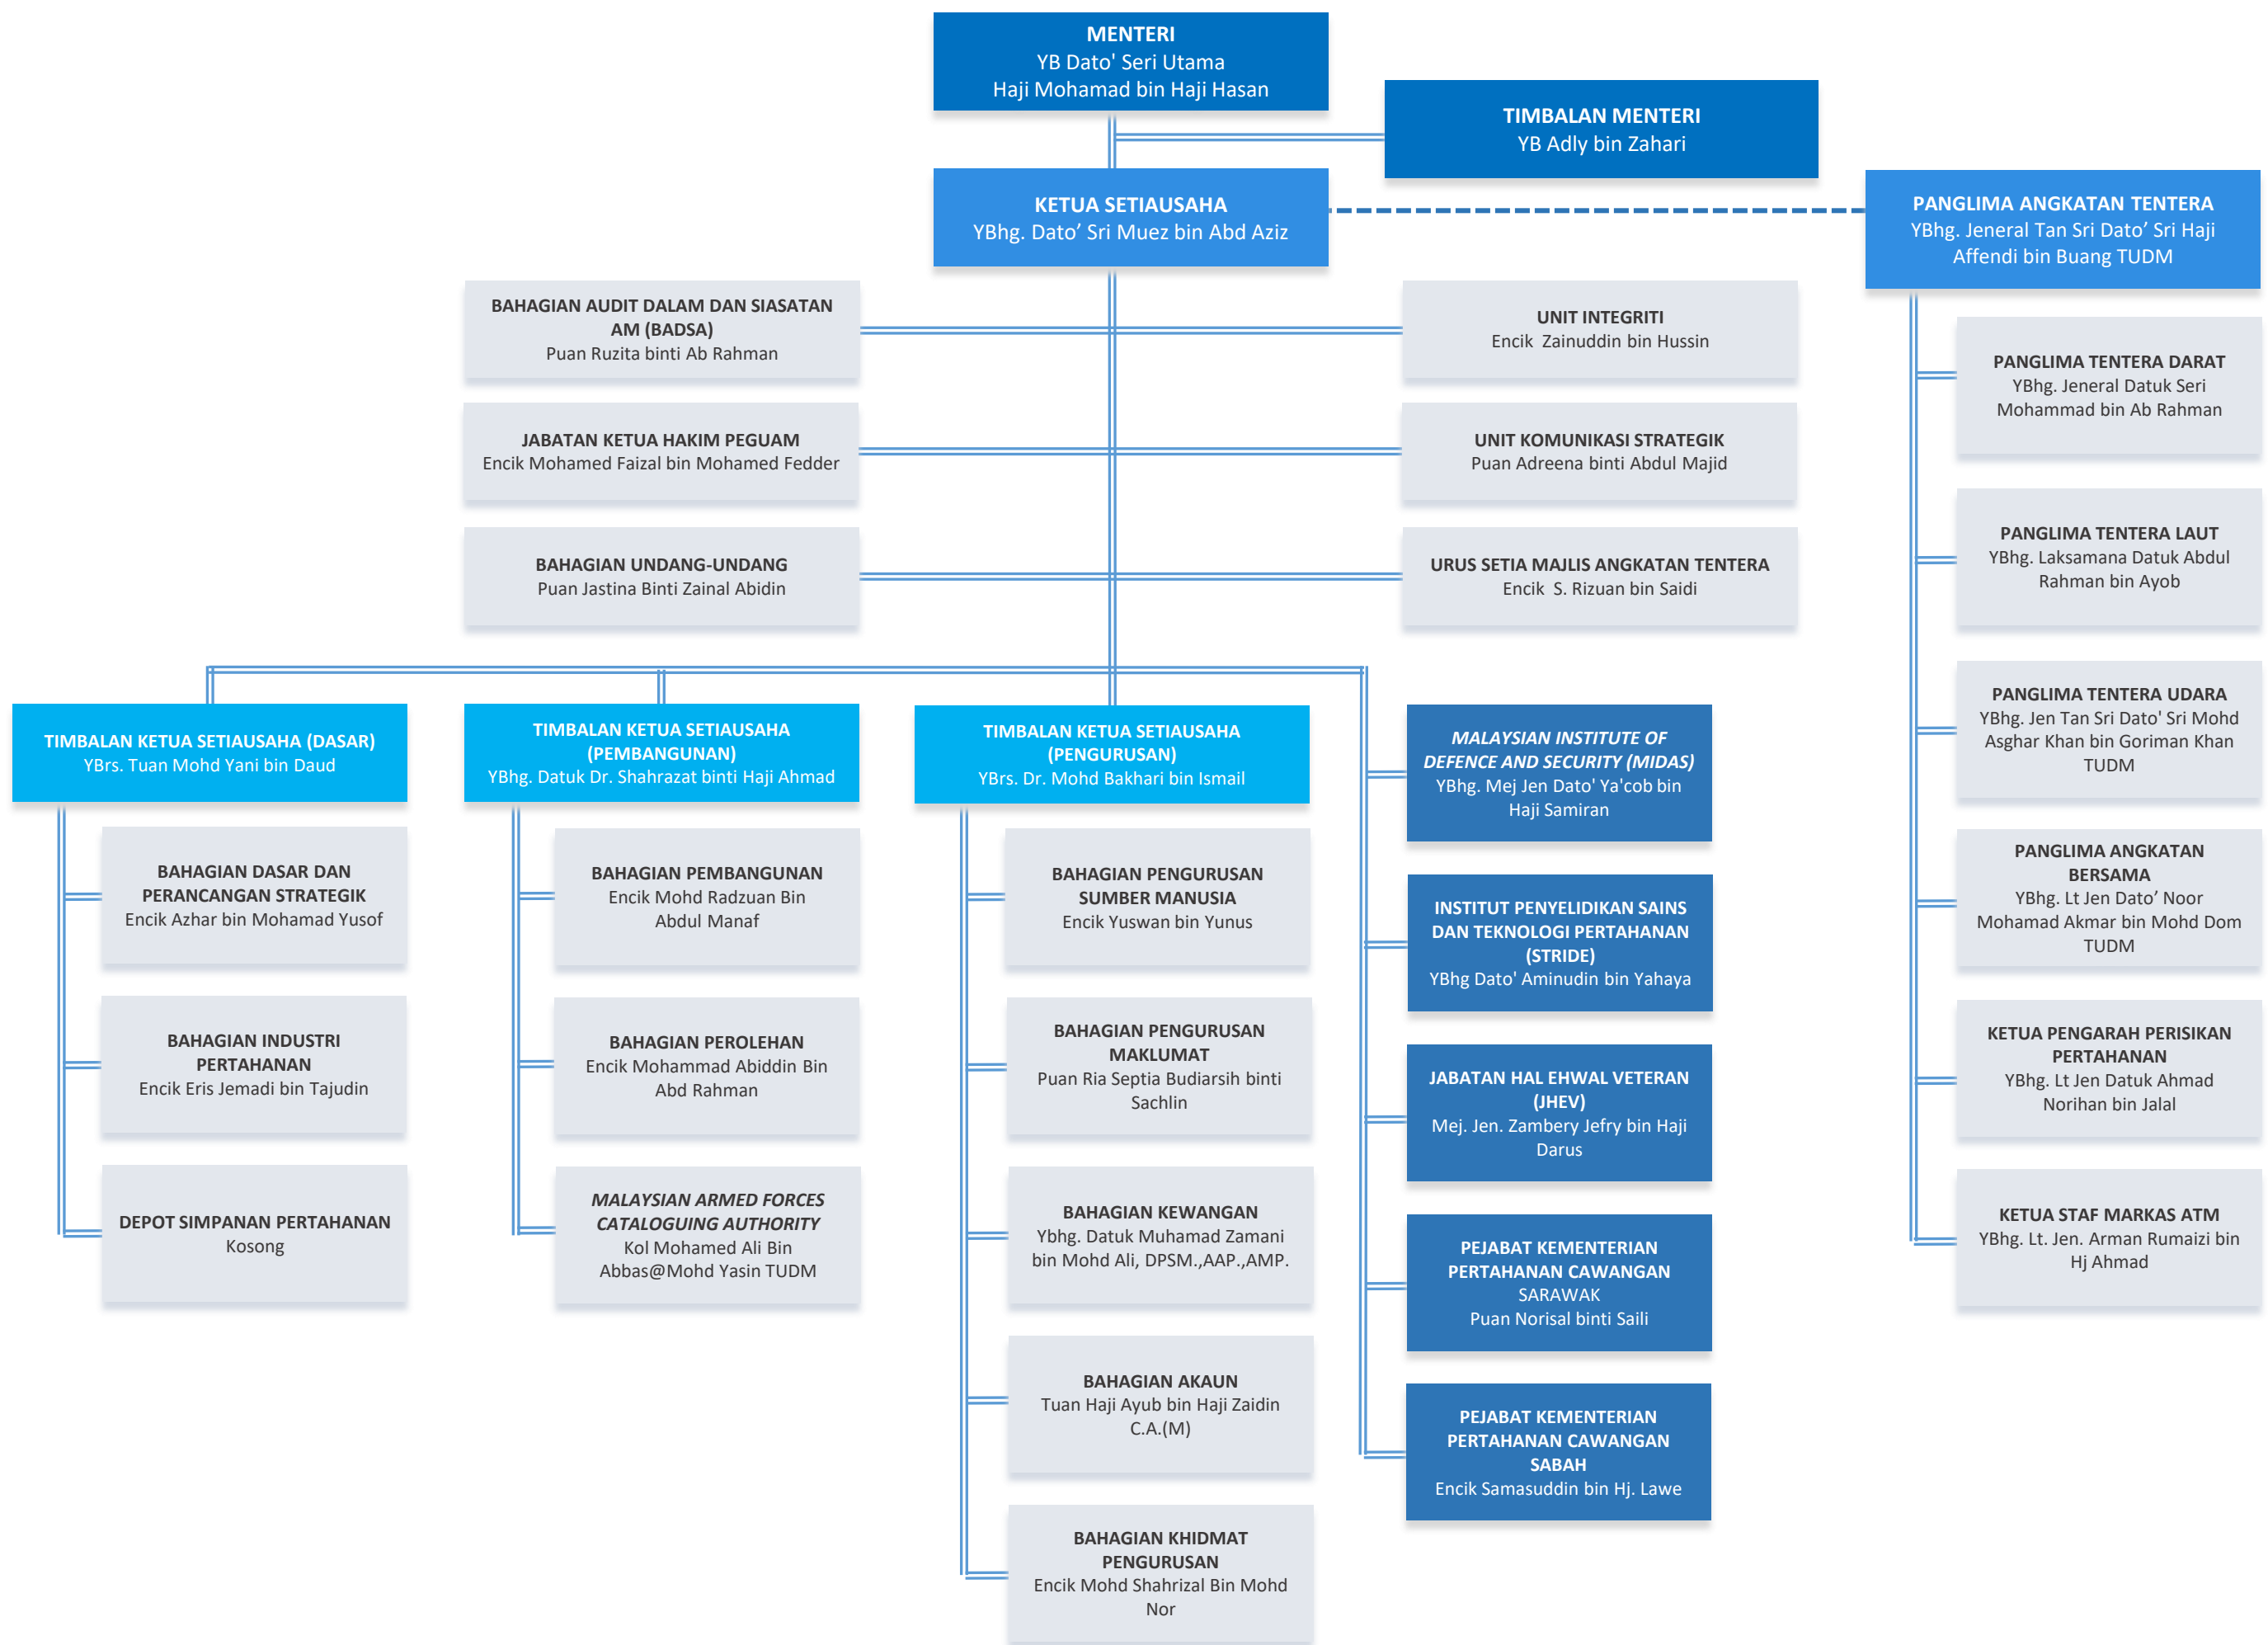 MENTERI
YB Dato' Seri Utama
Haji Mohamad bin Haji Hasan
TIMBALAN MENTERI
YB Adly bin Zahari
KETUA SETIAUSAHA
YBhg. Dato’ Sri Muez bin Abd Aziz
PANGLIMA ANGKATAN TENTERA
YBhg. Jeneral Tan Sri Dato’ Sri Haji
Affendi bin Buang TUDM
BAHAGIAN AUDIT DALAM DAN SIASATAN
AM (BADSA)
Puan Ruzita binti Ab Rahman
UNIT INTEGRITI
Encik Zainuddin bin Hussin
JABATAN KETUA HAKIM PEGUAM
Encik Mohamed Faizal bin Mohamed Fedder
UNIT KOMUNIKASI STRATEGIK
Puan Adreena binti Abdul Majid
BAHAGIAN UNDANG-UNDANG
Puan Jastina Binti Zainal Abidin
URUS SETIA MAJLIS ANGKATAN TENTERA
Encik S. Rizuan bin Saidi
TIMBALAN KETUA SETIAUSAHA (DASAR)
YBrs. Tuan Mohd Yani bin Daud
BAHAGIAN DASAR DAN
PERANCANGAN STRATEGIK
Encik Azhar bin Mohamad Yusof
BAHAGIAN INDUSTRI
PERTAHANAN
Encik Eris Jemadi bin Tajudin
DEPOT SIMPANAN PERTAHANAN
Kosong
TIMBALAN KETUA SETIAUSAHA
(PEMBANGUNAN)
YBhg. Datuk Dr. Shahrazat binti Haji Ahmad
BAHAGIAN PEMBANGUNAN
Encik Mohd Radzuan Bin
Abdul Manaf
BAHAGIAN PEROLEHAN
Encik Mohammad Abiddin Bin
Abd Rahman
MALAYSIAN ARMED FORCES
CATALOGUING AUTHORITY
Kol Mohamed Ali Bin
Abbas@Mohd Yasin TUDM
TIMBALAN KETUA SETIAUSAHA
(PENGURUSAN)
YBrs. Dr. Mohd Bakhari bin Ismail
BAHAGIAN PENGURUSAN
SUMBER MANUSIA
Encik Yuswan bin Yunus
BAHAGIAN PENGURUSAN
MAKLUMAT
Puan Ria Septia Budiarsih binti
Sachlin
BAHAGIAN KEWANGAN
Ybhg. Datuk Muhamad Zamani
bin Mohd Ali, DPSM.,AAP.,AMP.
BAHAGIAN AKAUN
Tuan Haji Ayub bin Haji Zaidin
C.A.(M)
BAHAGIAN KHIDMAT
PENGURUSAN
Encik Mohd Shahrizal Bin Mohd
Nor
MALAYSIAN INSTITUTE OF
DEFENCE AND SECURITY (MIDAS)
YBhg. Mej Jen Dato' Ya'cob bin
Haji Samiran
INSTITUT PENYELIDIKAN SAINS
DAN TEKNOLOGI PERTAHANAN
(STRIDE)
YBhg Dato' Aminudin bin Yahaya
JABATAN HAL EHWAL VETERAN
(JHEV)
Mej. Jen. Zambery Jefry bin Haji
Darus
PEJABAT KEMENTERIAN
PERTAHANAN CAWANGAN
SARAWAK
Puan Norisal binti Saili
PEJABAT KEMENTERIAN
PERTAHANAN CAWANGAN
SABAH
Encik Samasuddin bin Hj. Lawe
PANGLIMA TENTERA DARAT
YBhg. Jeneral Datuk Seri
Mohammad bin Ab Rahman
PANGLIMA TENTERA LAUT
YBhg. Laksamana Datuk Abdul
Rahman bin Ayob
PANGLIMA TENTERA UDARA
YBhg. Jen Tan Sri Dato' Sri Mohd
Asghar Khan bin Goriman Khan
TUDM
PANGLIMA ANGKATAN
BERSAMA
YBhg. Lt Jen Dato’ Noor
Mohamad Akmar bin Mohd Dom
TUDM
KETUA PENGARAH PERISIKAN
PERTAHANAN
YBhg. Lt Jen Datuk Ahmad
Norihan bin Jalal
KETUA STAF MARKAS ATM
YBhg. Lt. Jen. Arman Rumaizi bin
Hj Ahmad